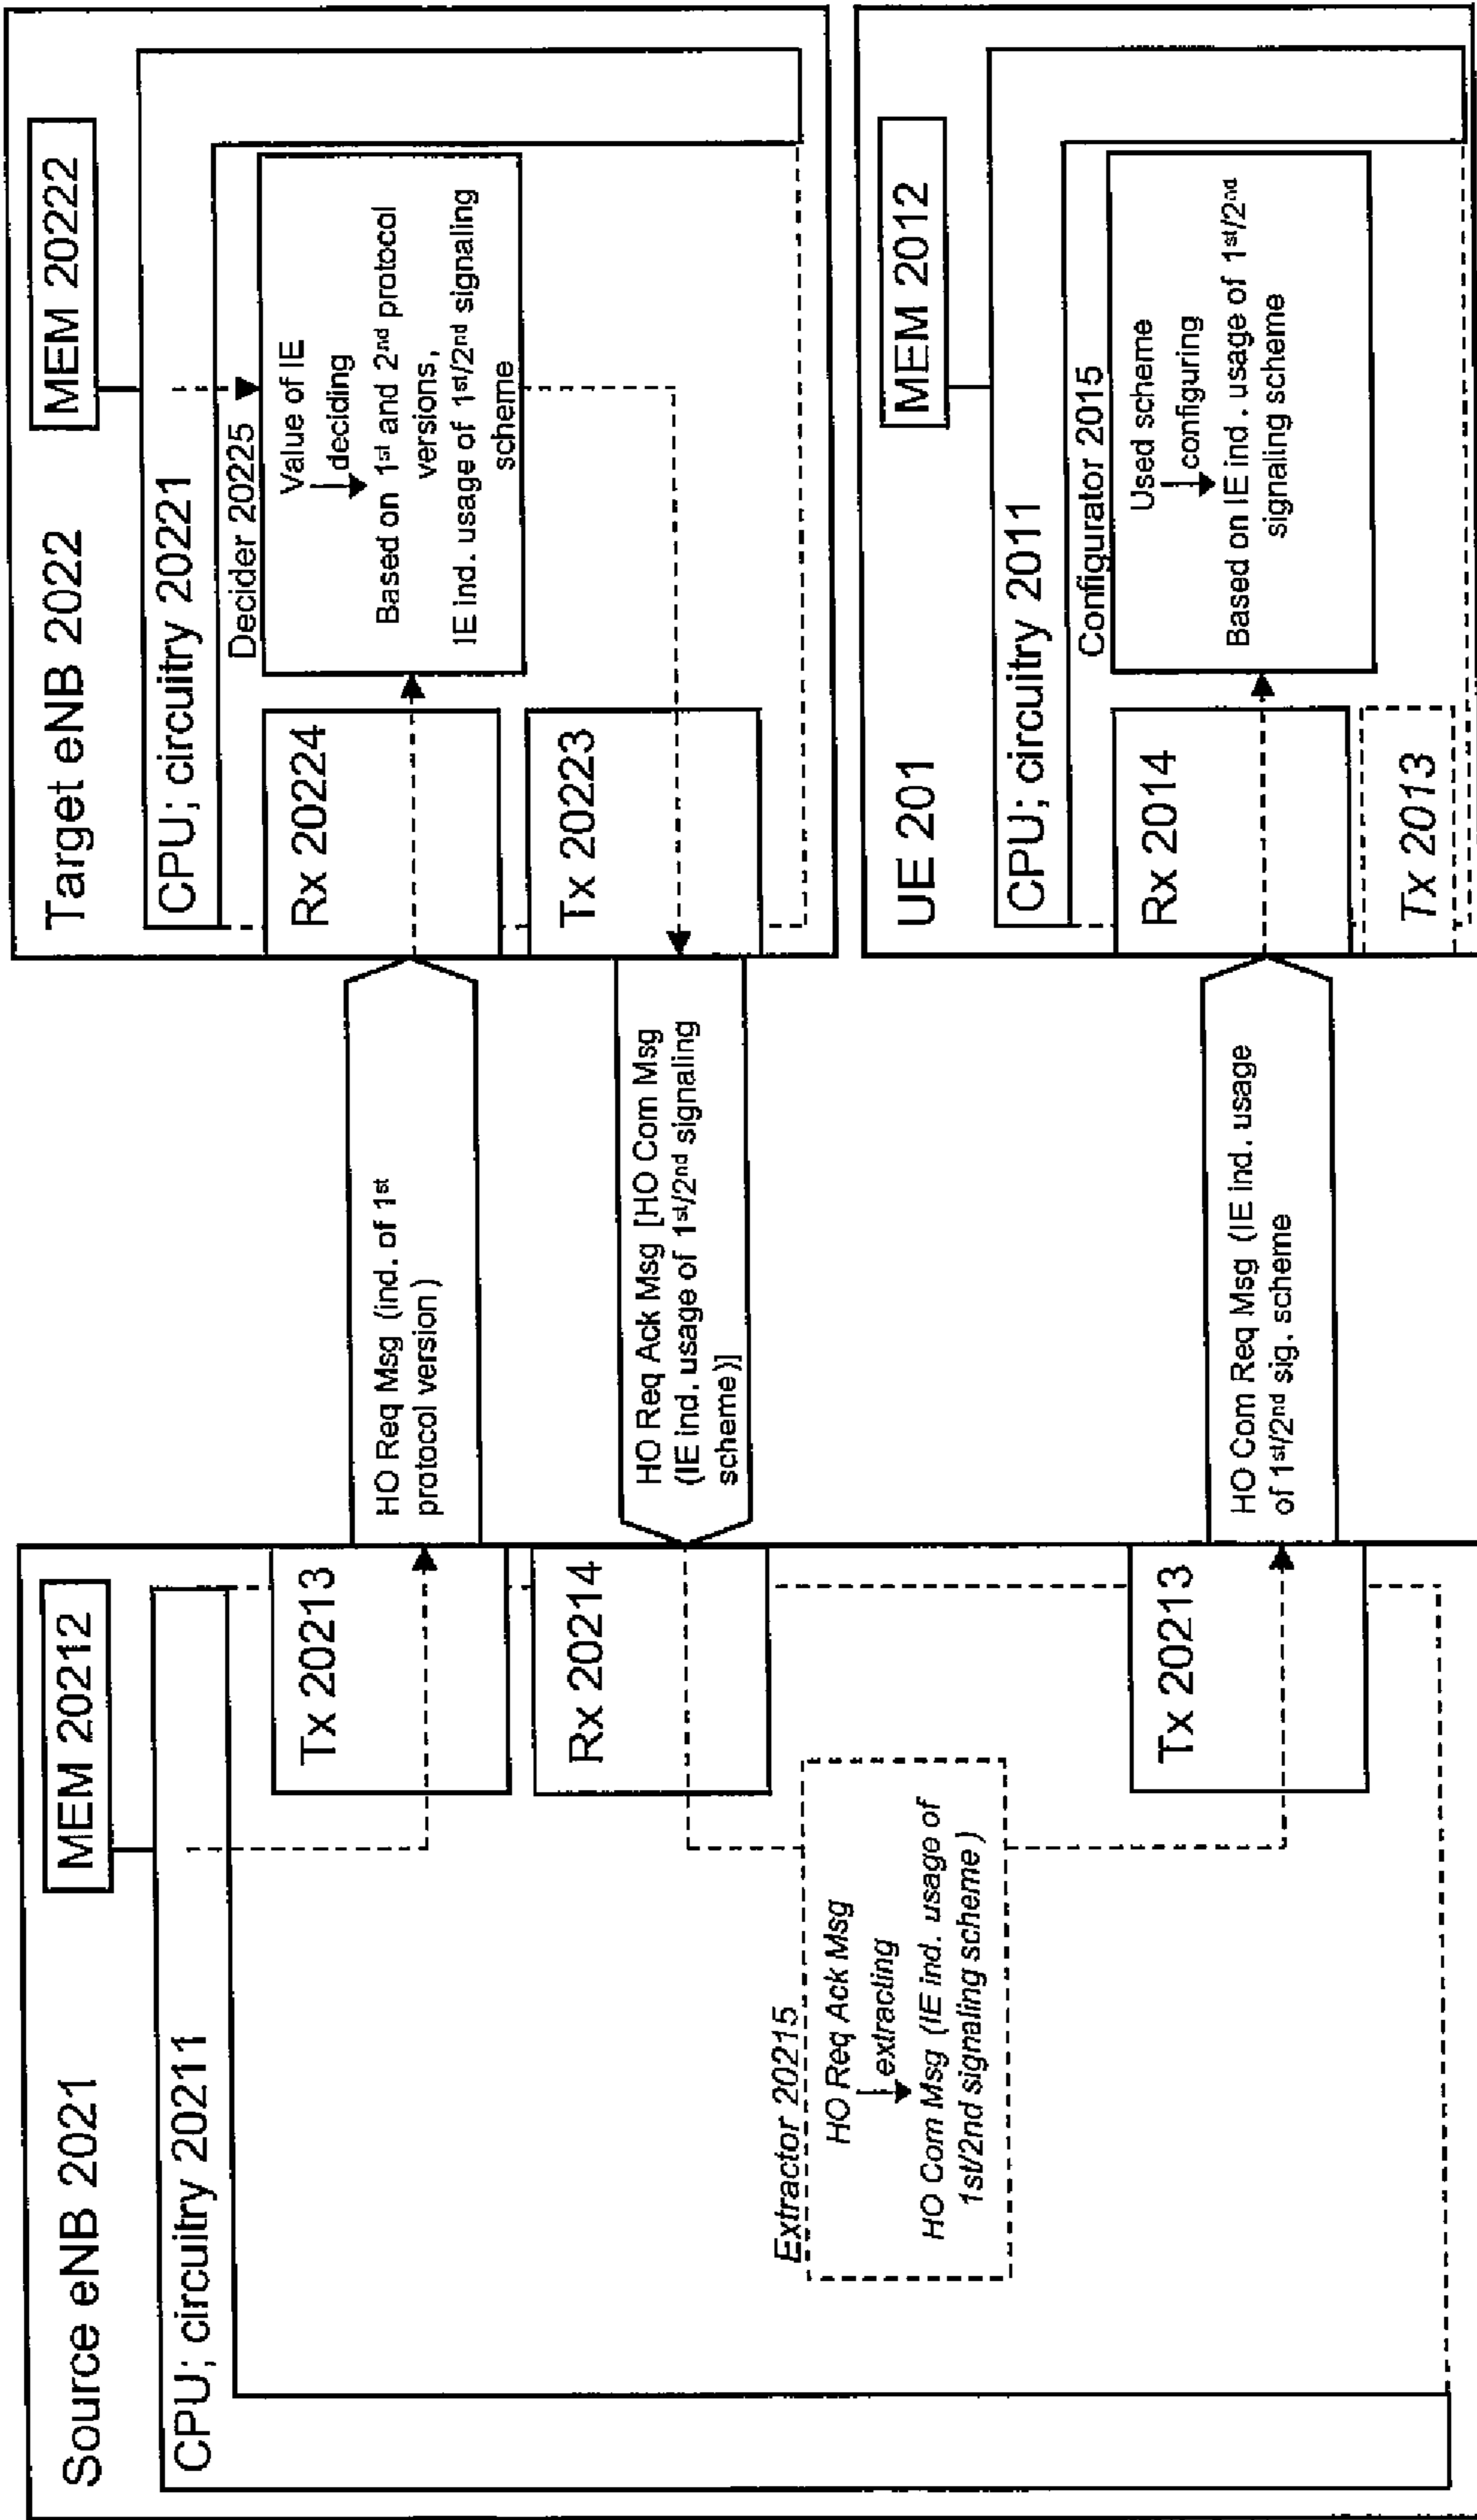 Source eNB 2021
MEM 20212
CPU; circuitry 20211
Tx 20213
Rx 20214
Extractor 20215
HO Req Ack Msg
extracting
HO Com Msg (IE ind. usage of
1st/2nd signaling scheme)
Tx 20213
HO Req Msg (ind. of 1st
protocol version)
HO Req Ack Msg [HO Com Msg
(IE ind. usage of 1st/2nd signaling
scheme)]
HO Com Req Msg (IE ind. usage
of 1st/2nd sig. scheme
Target eNB 2022
MEM 20222
CPU; circuitry 20221
Decider 20225
Rx 20224
Value of IE
deciding
Based on 1st and 2nd protocol
versions,
IE ind. usage of 1st/2nd signaling
scheme
Tx 20223
UE 201
MEM 2012
CPU; circuitry 2011
Configurator 2015
Rx 2014
Used scheme
configuring
Based on IE ind. usage of 1st/2nd
signaling scheme
Tx 2013